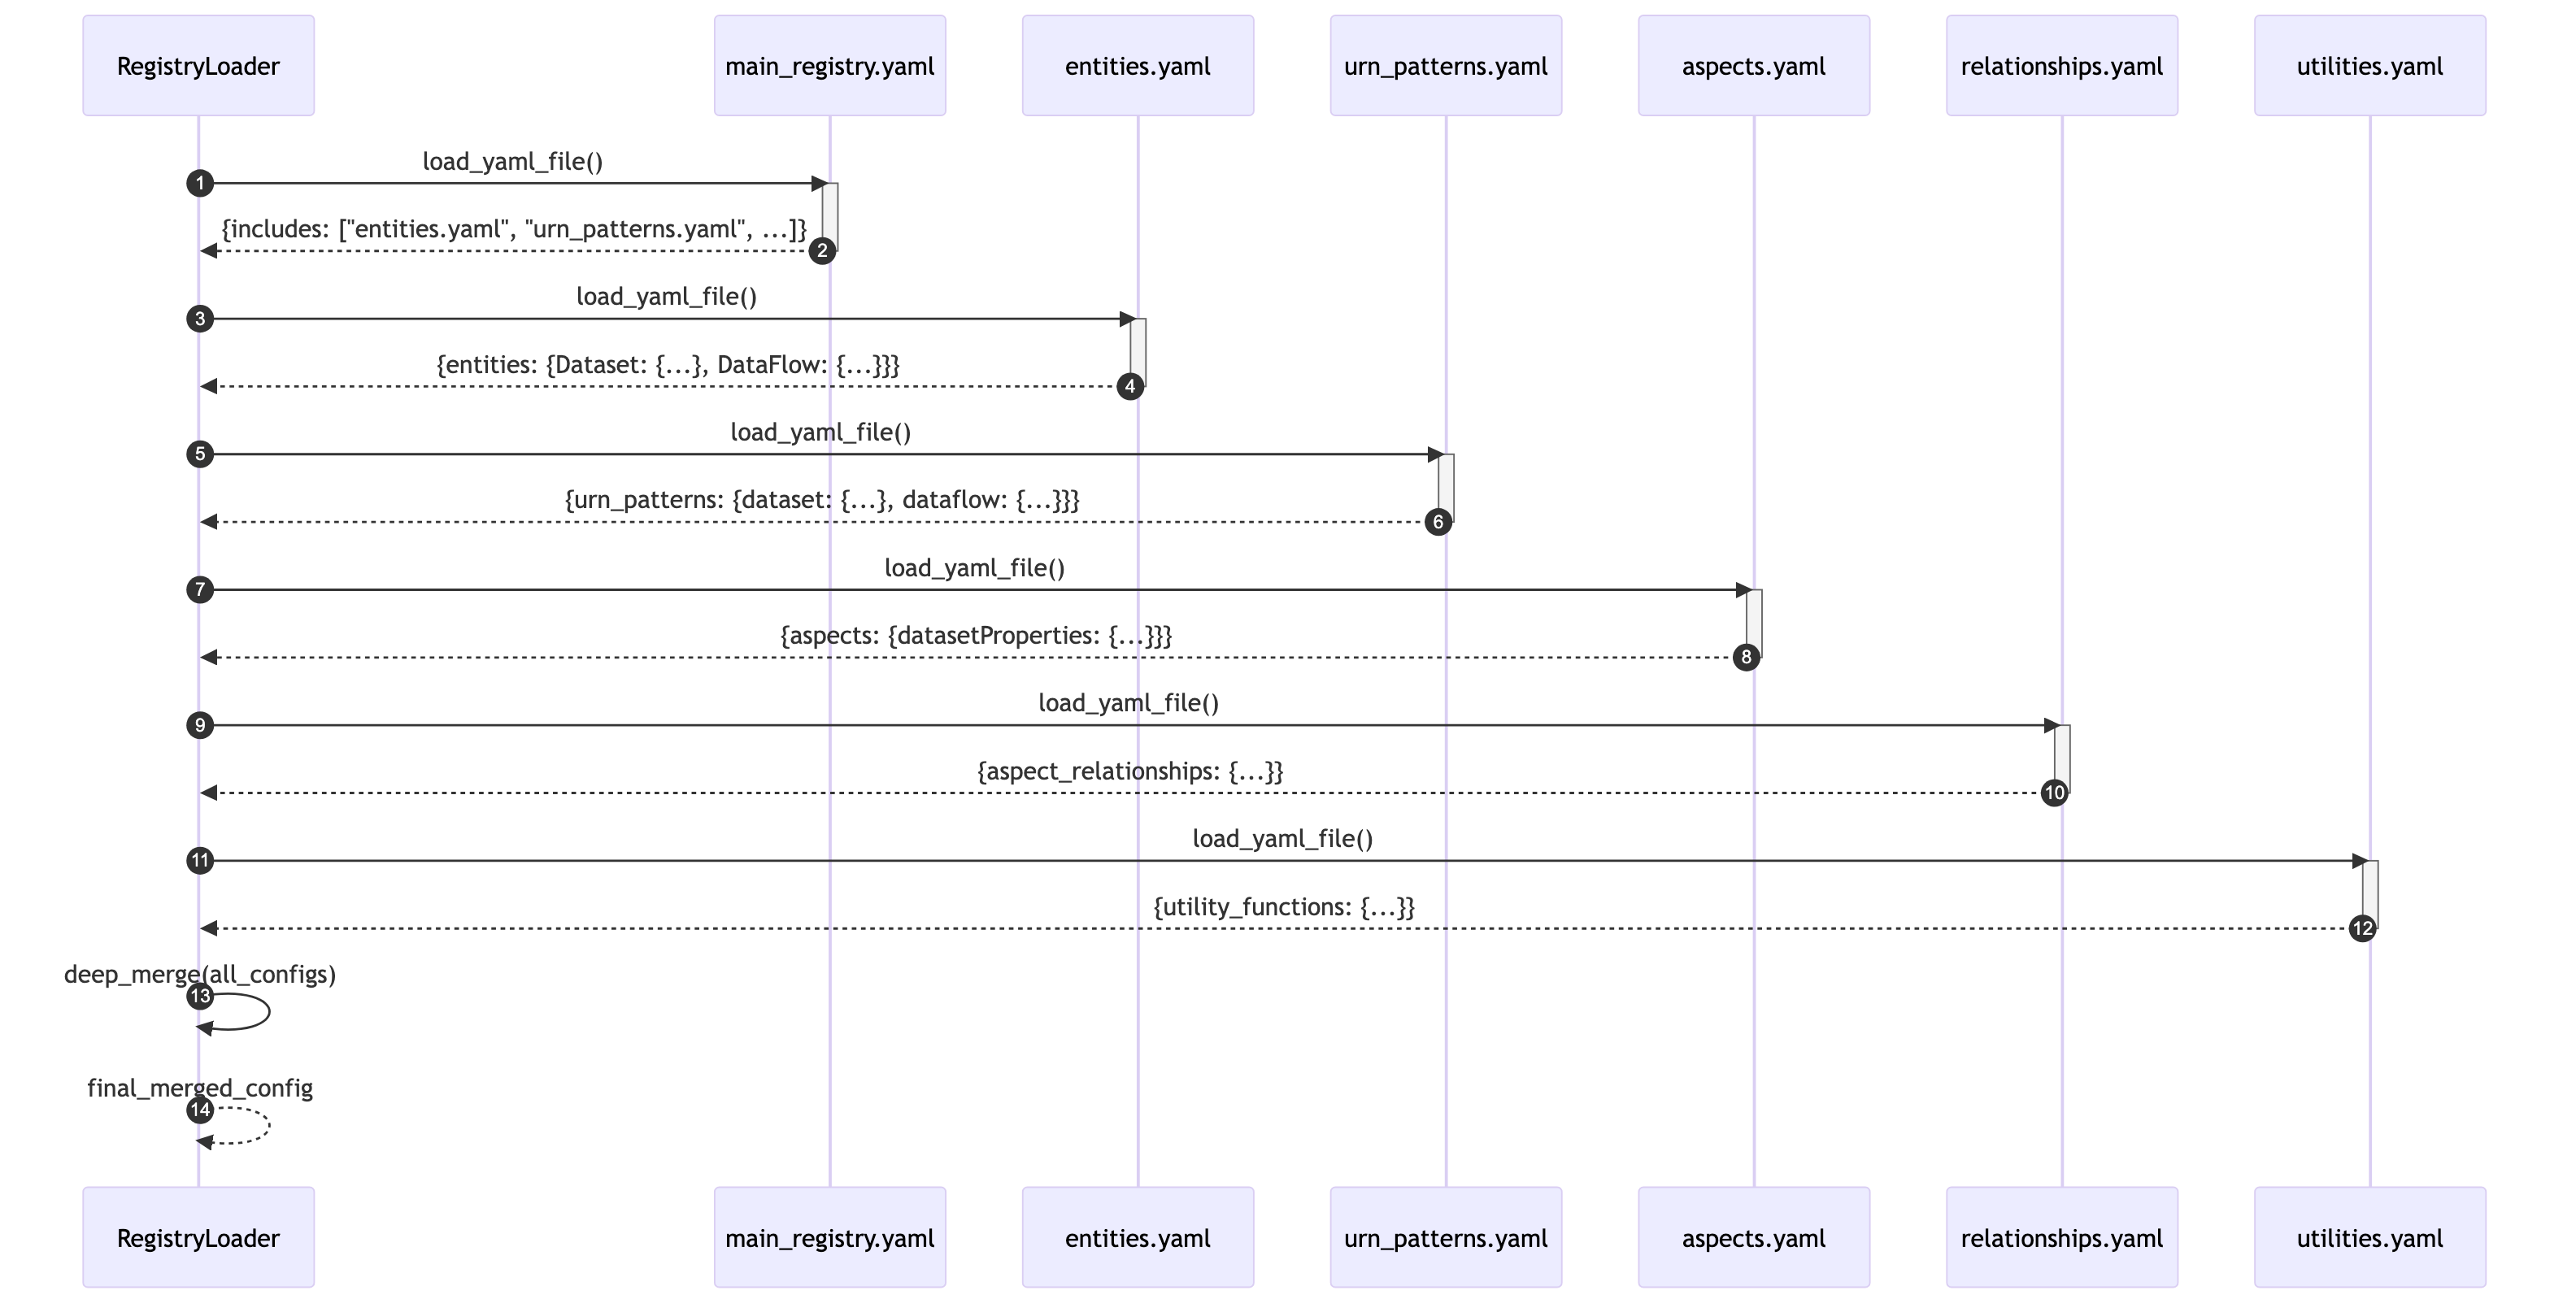 RegistryLoader
main_registry.yaml
entities.yaml
urn_patterns.yaml
aspects.yaml
relationships.yaml
utilities.yaml
load_yaml_file()
1
{includes: ["entities.yaml", "urn_patterns.yaml", ...]}
2
load_yaml_file()
3
{entities: {Dataset: {...}, DataFlow: {...}}}
4
load_yaml_file()
5
{urn_patterns: {dataset: {...}, dataflow: {...}}}
6
load_yaml_file()
7
{aspects: {datasetProperties: {...}}}
8
load_yaml_file()
9
{aspect_relationships: {...}}
10
load_yaml_file()
11
{utility_functions: {...}}
12
deep_merge(all_configs)
13
final_merged_config
14
RegistryLoader
main_registry.yaml
entities.yaml
urn_patterns.yaml
aspects.yaml
relationships.yaml
utilities.yaml